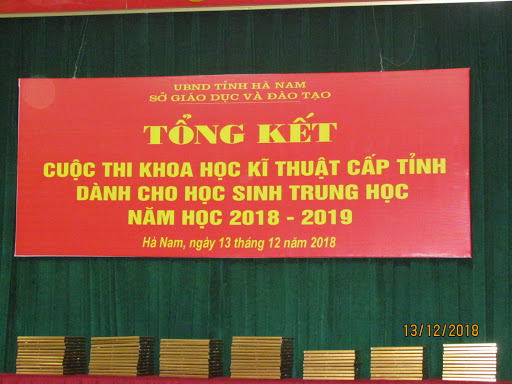 UBND TỈNH HÀ NAM
SỞ GIÁO DỤC VÀ ĐÀO TẠO
TỔNG KẾT
CUỘC THI KHOA HỌC KĨ THUẬT CẤP TỈNH
DÀNH CHO HỌC SINH TRUNG HỌC
NĂM HỌC 2018 - 2019
Hà Nam, ngày 13 tháng 12 năm 2018
13/12/2018